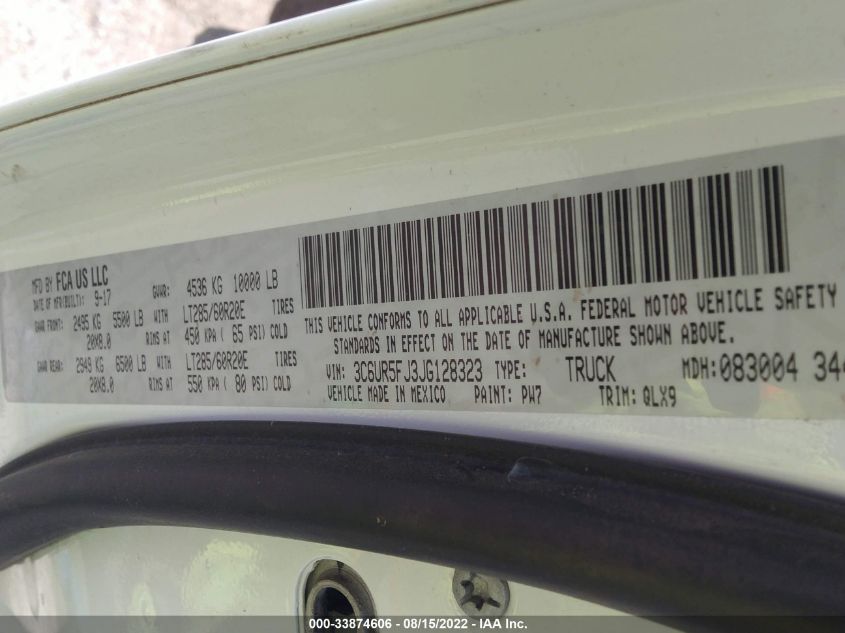 MFD BY FCA US LLC
DATE OF MFR/BUILT: 9-17 GVWR: 4536 KG 10000 LB
GAWR FRONT: 2495 KG 5500 LB WITH LT285/60R20E TIRES
20X8.0 RIMS AT 450 KPA ( 65 PSI) COLD
GAWR REAR: 2949 KG 6500 LB WITH LT285/60R20E TIRES
20X8.0 RIMS AT 550 KPA ( 80 PSI) COLD
THIS VEHICLE CONFORMS TO ALL APPLICABLE U.S.A. FEDERAL MOTOR VEHICLE SAFETY
STANDARDS IN EFFECT ON THE DATE OF MANUFACTURE SHOWN ABOVE.
VIN: 3C6UR5FJ3JG128323 TYPE: TRUCK MDH: 083004
VEHICLE MADE IN MEXICO PAINT: PW7 TRIM: QLX9
000-33874606 - 08/15/2022 - IAA Inc.